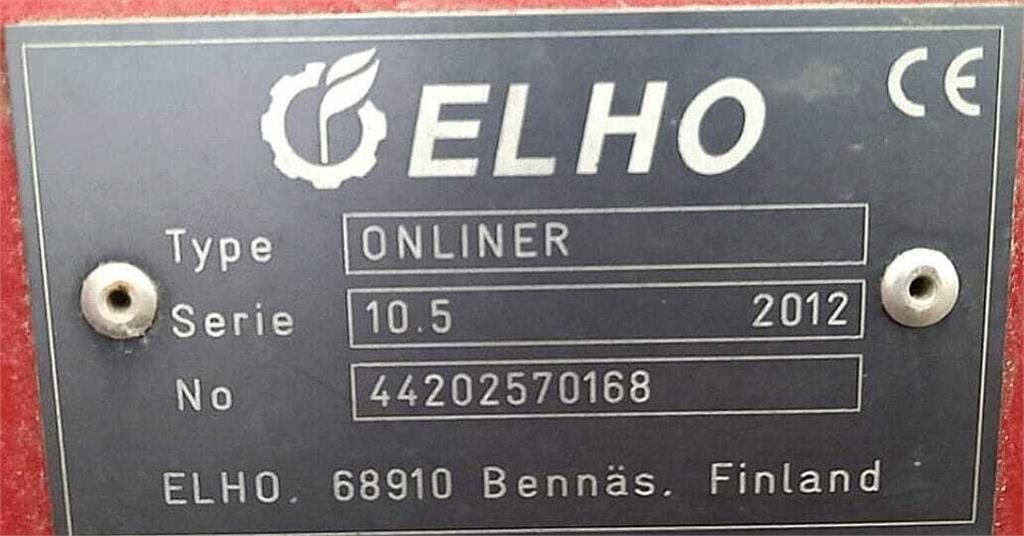 ELHO CE
Type ONLINER
Serie 10.5 2012
No 44202570168
ELHO. 68910 Bennäs. Finland